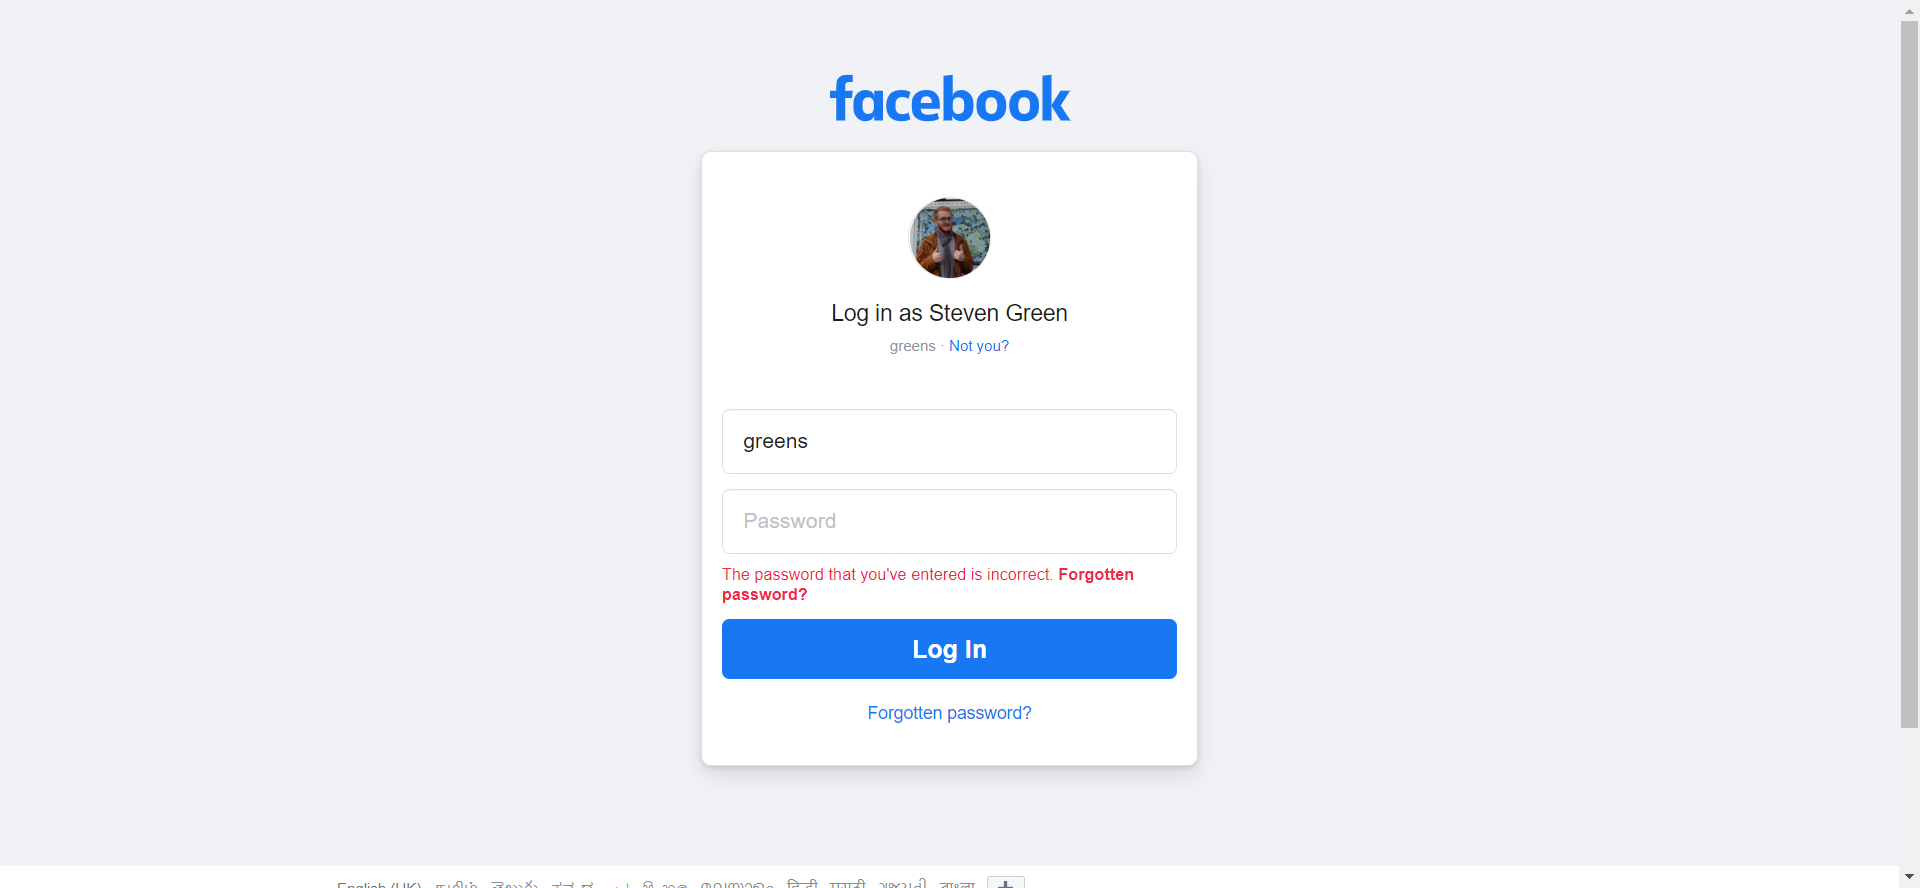 facebook
Log in as Steven Green
greens · Not you?
greens
Password
The password that you've entered is incorrect. Forgotten
password?
Log In
Forgotten password?
English (UK) हिन्दी मराठी